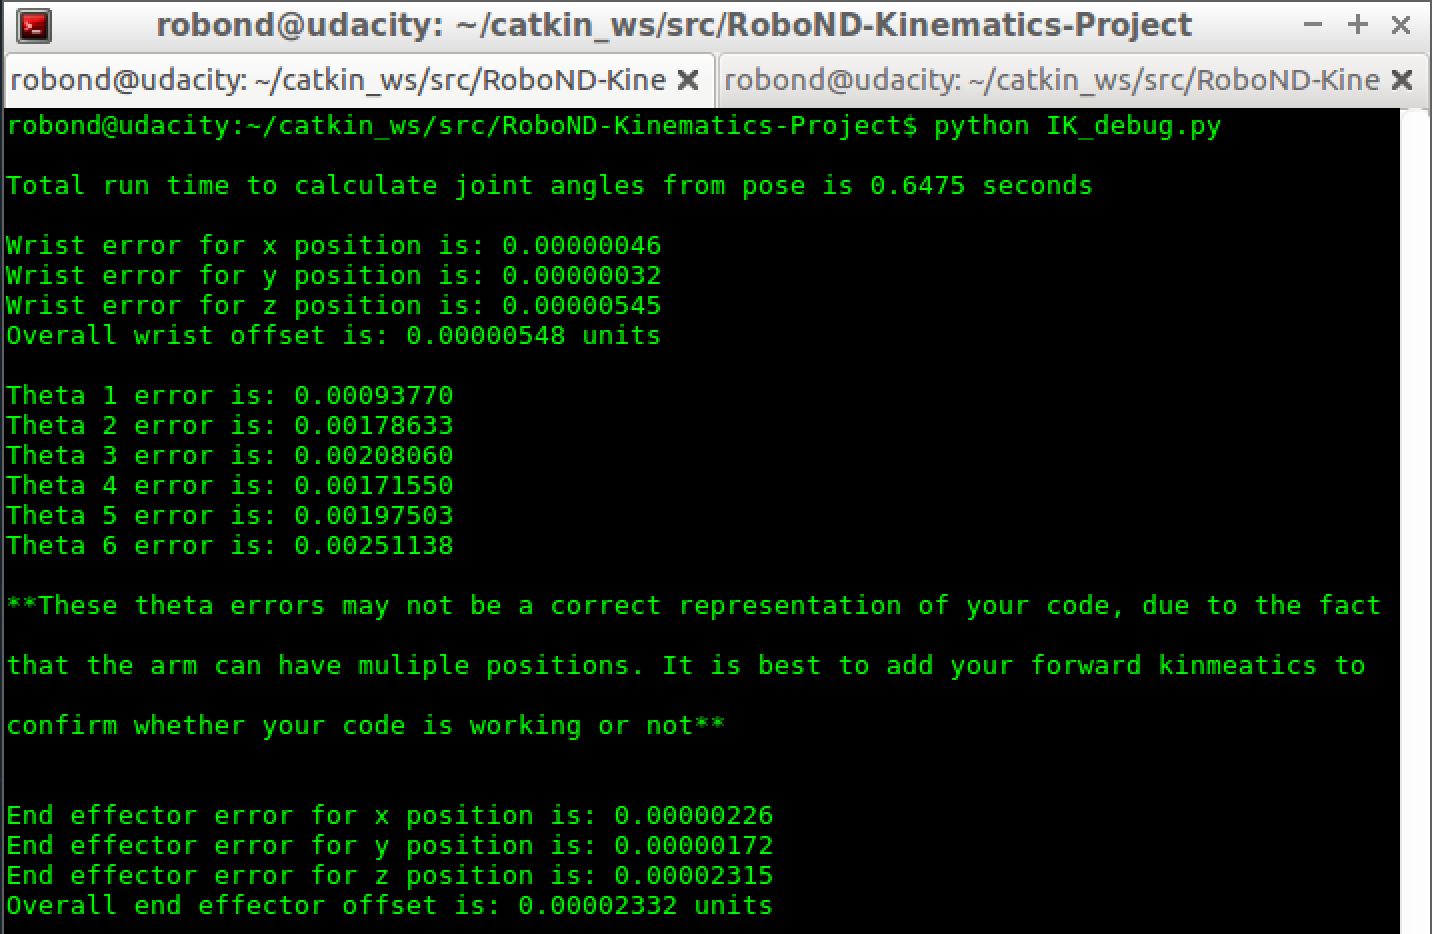 robond@udacity: ~/catkin_ws/src/RoboND-Kinematics-Project
robond@udacity: ~/catkin_ws/src/RoboND-Kine
robond@udacity: ~/catkin_ws/src/RoboND-Kine
robond@udacity:~/catkin_ws/src/RoboND-Kinematics-Project$ python IK_debug.py
Total run time to calculate joint angles from pose is 0.6475 seconds
Wrist error for x position is: 0.00000046
Wrist error for y position is: 0.00000032
Wrist error for z position is: 0.00000545
Overall wrist offset is: 0.00000548 units
Theta 1 error is: 0.00093770
Theta 2 error is: 0.00178633
Theta 3 error is: 0.00208060
Theta 4 error is: 0.00171550
Theta 5 error is: 0.00197503
Theta 6 error is: 0.00251138
**These theta errors may not be a correct representation of your code, due to the fact
that the arm can have muliple positions. It is best to add your forward kinmeatics to
confirm whether your code is working or not**
End effector error for x position is: 0.00000226
End effector error for y position is: 0.00000172
End effector error for z position is: 0.00002315
Overall end effector offset is: 0.00002332 units